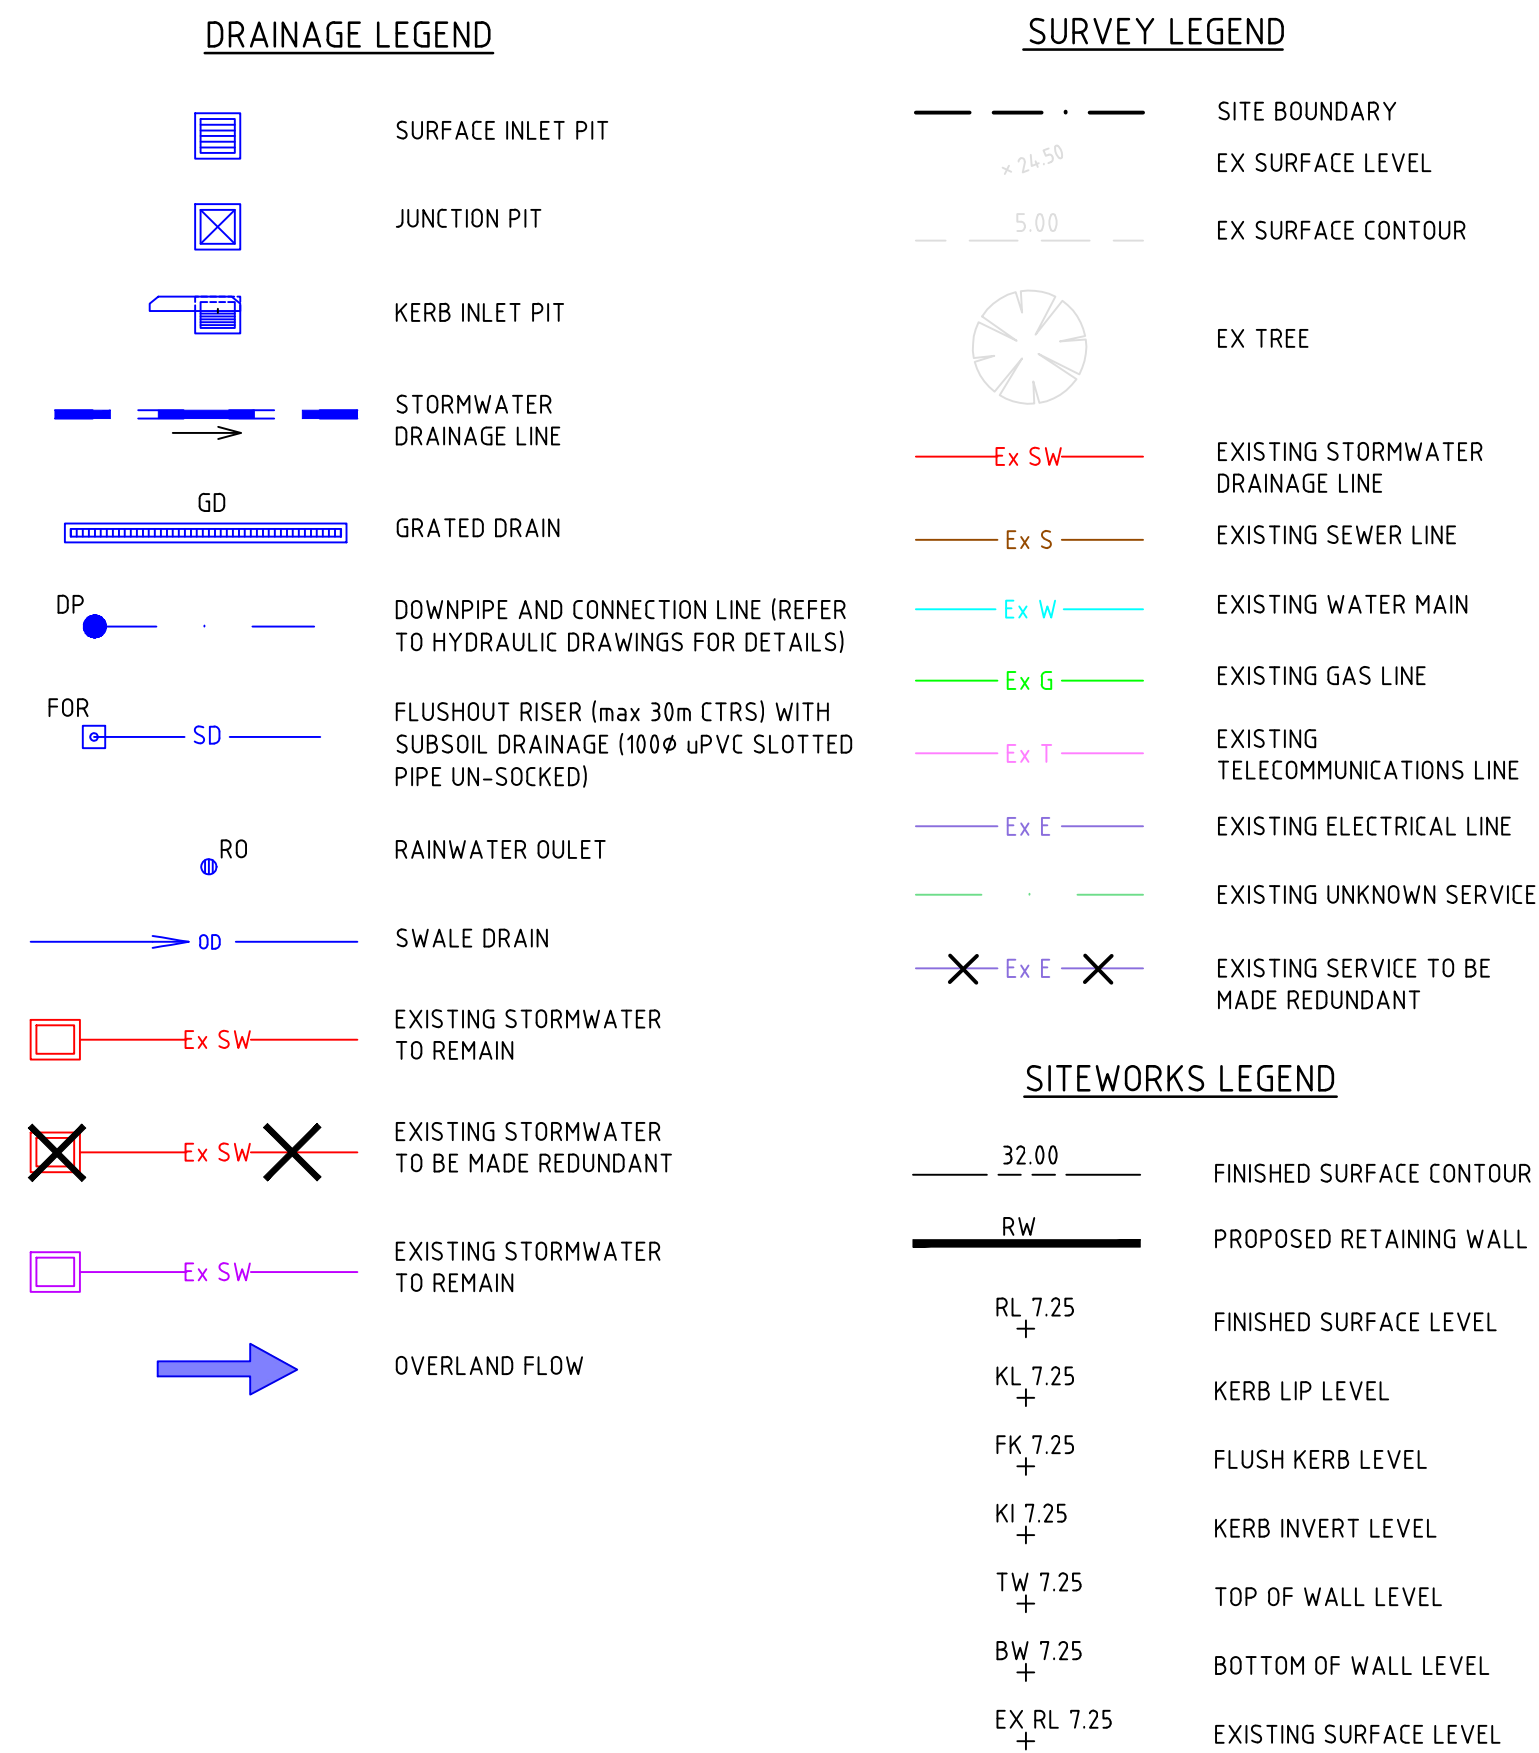 DRAINAGE LEGEND
SURFACE INLET PIT
JUNCTION PIT
KERB INLET PIT
STORMWATER
DRAINAGE LINE
GD
GRATED DRAIN
DP
DOWNPIPE AND CONNECTION LINE (REFER
TO HYDRAULIC DRAWINGS FOR DETAILS)
FOR
SD
FLUSHOUT RISER (max 30m CTRS) WITH
SUBSOIL DRAINAGE (100Ø uPVC SLOTTED
PIPE UN-SOCKED)
RO
RAINWATER OULET
OD
SWALE DRAIN
Ex SW
EXISTING STORMWATER
TO REMAIN
Ex SW
EXISTING STORMWATER
TO BE MADE REDUNDANT
Ex SW
EXISTING STORMWATER
TO REMAIN
OVERLAND FLOW
SURVEY LEGEND
SITE BOUNDARY
× 24.50
EX SURFACE LEVEL
5.00
EX SURFACE CONTOUR
EX TREE
Ex SW
EXISTING STORMWATER
DRAINAGE LINE
Ex S
EXISTING SEWER LINE
Ex W
EXISTING WATER MAIN
Ex G
EXISTING GAS LINE
Ex T
EXISTING
TELECOMMUNICATIONS LINE
Ex E
EXISTING ELECTRICAL LINE
EXISTING UNKNOWN SERVICE
Ex E
EXISTING SERVICE TO BE
MADE REDUNDANT
SITEWORKS LEGEND
32.00
FINISHED SURFACE CONTOUR
RW
PROPOSED RETAINING WALL
RL 7.25
FINISHED SURFACE LEVEL
KL 7.25
KERB LIP LEVEL
FK 7.25
FLUSH KERB LEVEL
KI 7.25
KERB INVERT LEVEL
TW 7.25
TOP OF WALL LEVEL
BW 7.25
BOTTOM OF WALL LEVEL
EX RL 7.25
EXISTING SURFACE LEVEL